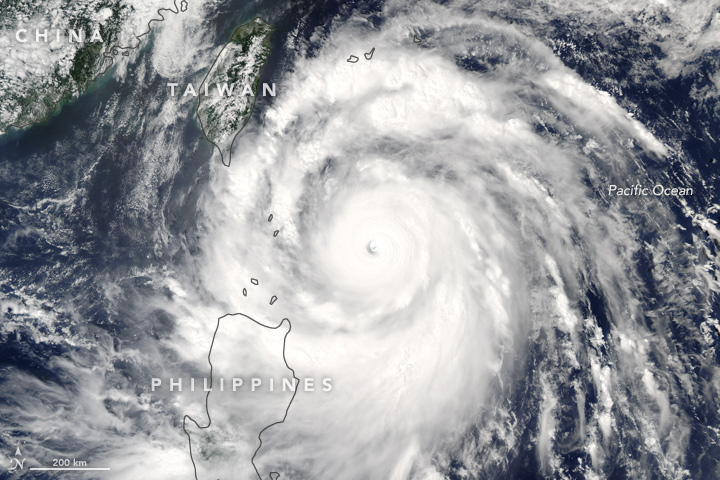 CHINA
TAIWAN
Pacific Ocean
PHILIPPINES
N
200 km